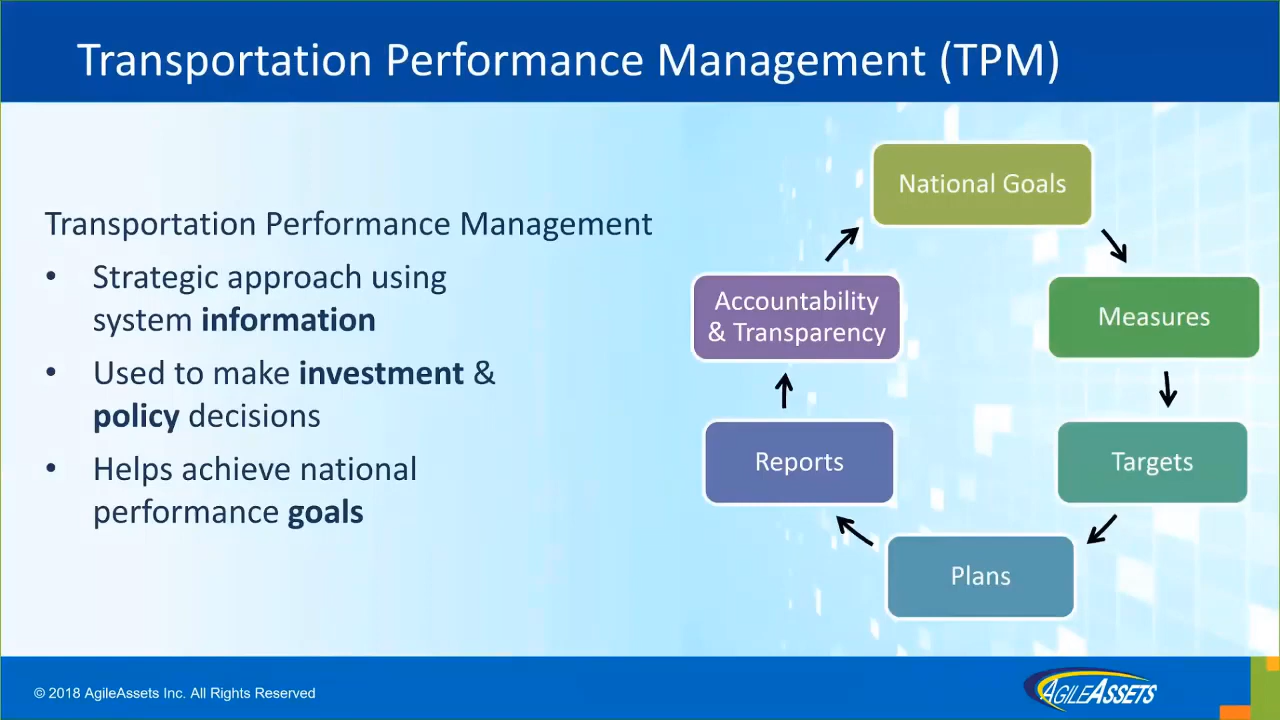 Transportation Performance Management (TPM)
Transportation Performance Management
• Strategic approach using
system information
• Used to make investment &
policy decisions
• Helps achieve national
performance goals
National Goals
Measures
Targets
Plans
Reports
Accountability
& Transparency
© 2018 AgileAssets Inc. All Rights Reserved
AGILEASSETS